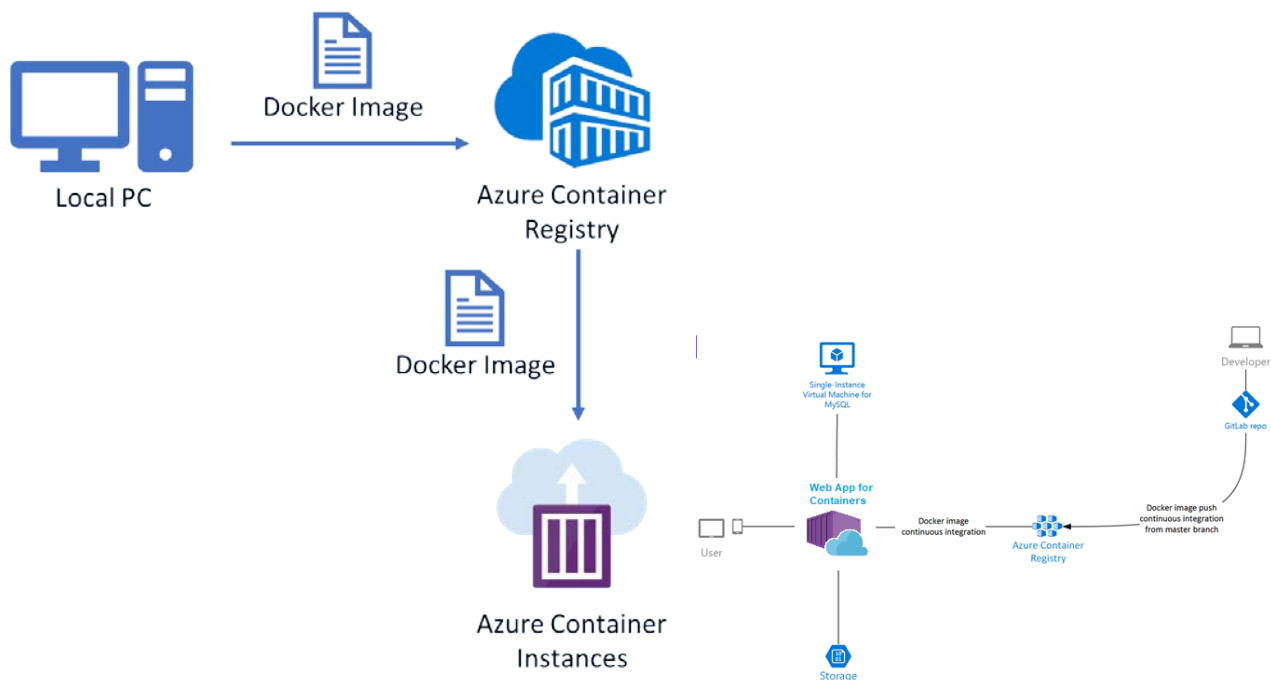 Docker Image
Local PC
Azure Container
Registry
Docker Image
Azure Container
Instances
Single-Instance
Virtual Machine for
MySQL
Developer
GitLab repo
Web App for
Containers
User
Docker image
continuous integration
Azure Container
Registry
Docker image push
continuous integration
from master branch
Storage